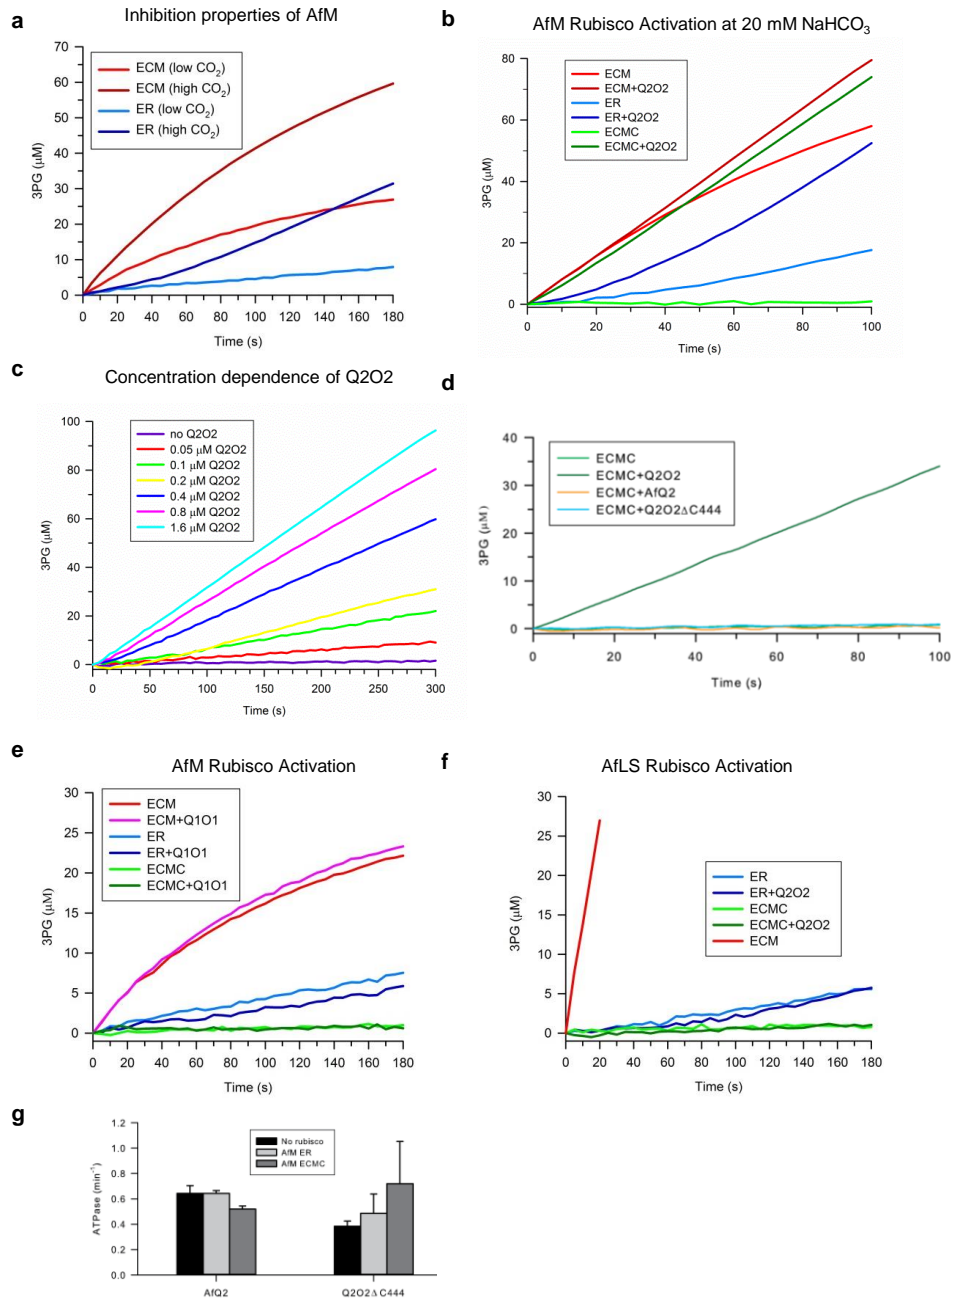 a
Inhibition properties of AfM
ECM (low CO₂)
ECM (high CO₂)
ER (low CO₂)
ER (high CO₂)
70
60
50
40
30
20
10
0
3PG (µM)
0 20 40 60 80 100 120 140 160 180
Time (s)
b
AfM Rubisco Activation at 20 mM NaHCO₃
ECM
ECM+Q2O2
ER
ER+Q2O2
ECMC
ECMC+Q2O2
80
60
40
20
0
3PG (µM)
0 20 40 60 80 100
Time (s)
c
Concentration dependence of Q2O2
no Q2O2
0.05 µM Q2O2
0.1 µM Q2O2
0.2 µM Q2O2
0.4 µM Q2O2
0.8 µM Q2O2
1.6 µM Q2O2
100
80
60
40
20
0
3PG (µM)
0 50 100 150 200 250 300
Time (s)
d
ECMC
ECMC+Q2O2
ECMC+AfQ2
ECMC+Q2O2ΔC444
40
30
20
10
0
3PG (µM)
0 20 40 60 80 100
Time (s)
e
AfM Rubisco Activation
ECM
ECM+Q1O1
ER
ER+Q1O1
ECMC
ECMC+Q1O1
30
25
20
15
10
5
0
3PG (µM)
0 20 40 60 80 100 120 140 160 180
Time (s)
f
AfLS Rubisco Activation
ER
ER+Q2O2
ECMC
ECMC+Q2O2
ECM
30
25
20
15
10
5
0
3PG (µM)
0 20 40 60 80 100 120 140 160 180
Time (s)
g
No rubisco
AfM ER
AfM ECMC
1.2
1.0
0.8
0.6
0.4
0.2
0.0
ATPase (min⁻¹)
AfQ2 Q2O2ΔC444